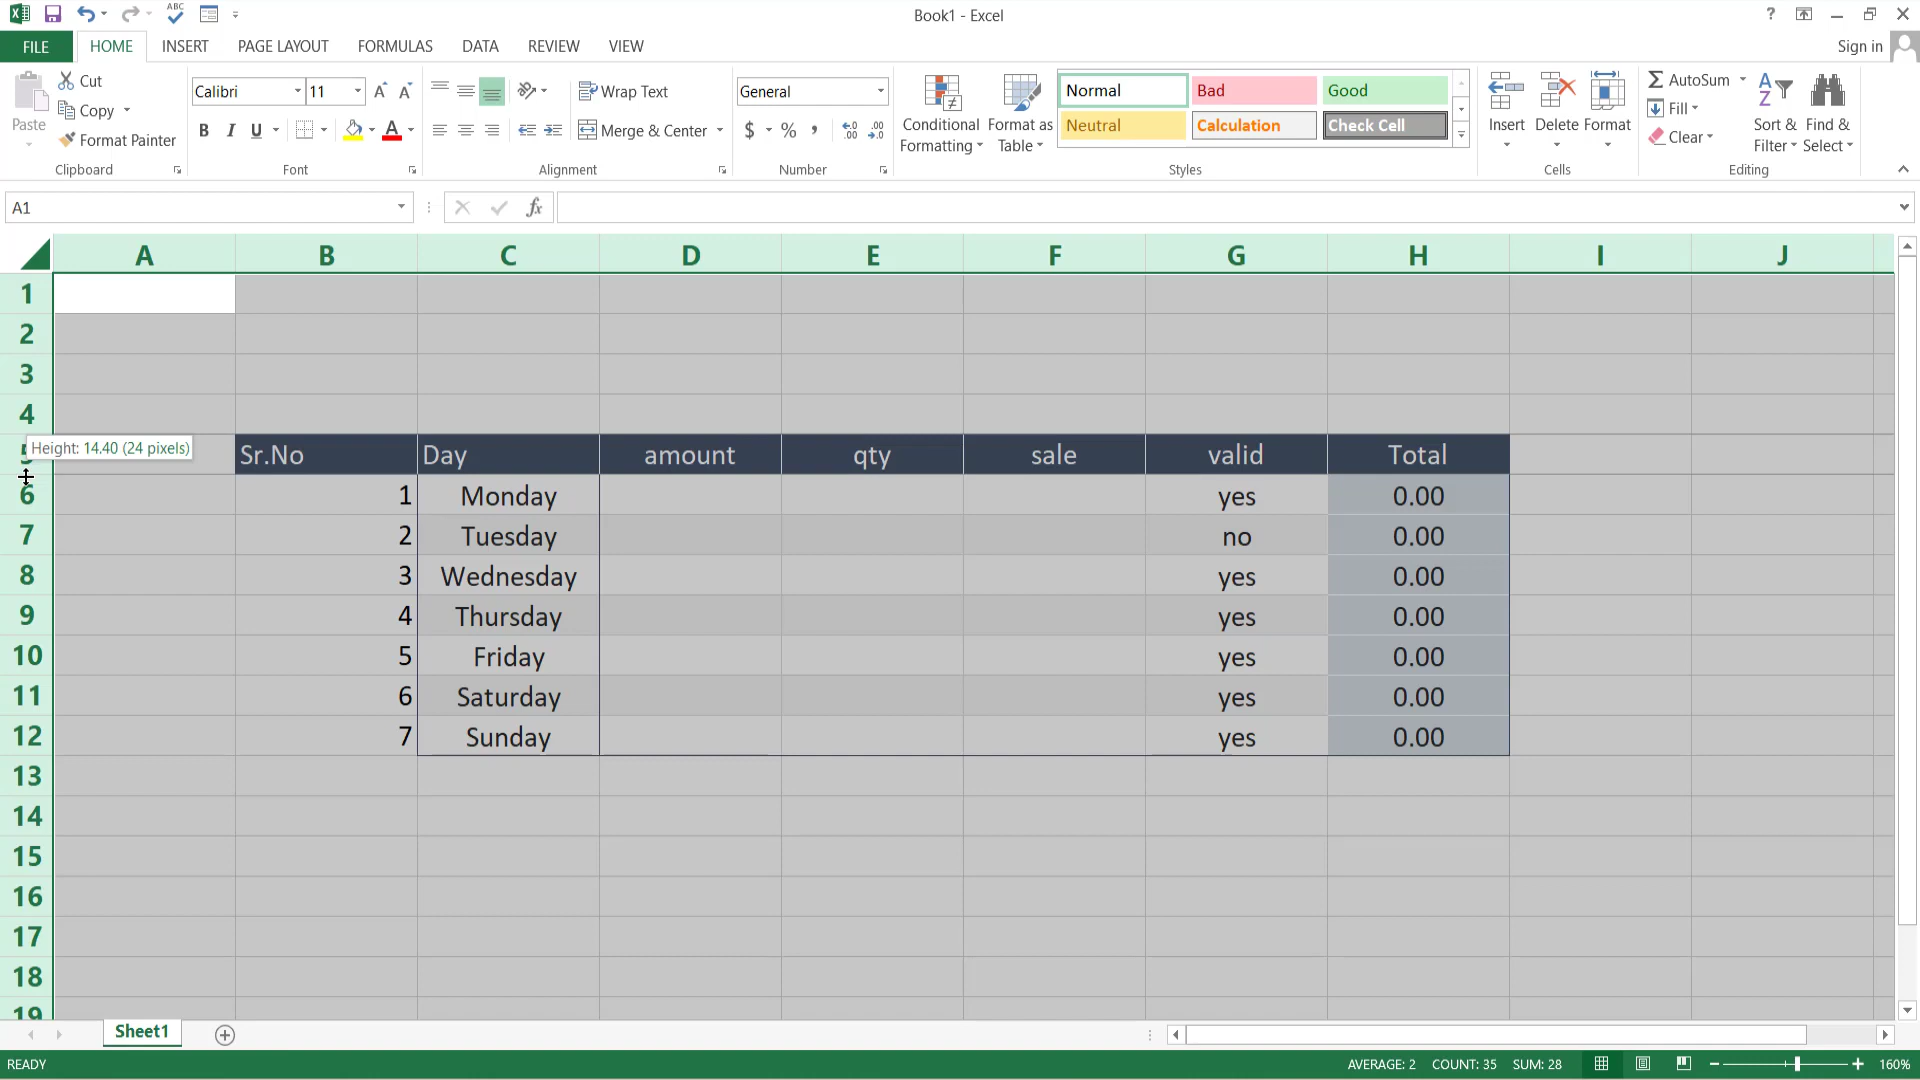 Book1 - Excel
?
FILE HOME INSERT PAGE LAYOUT FORMULAS DATA REVIEW VIEW Sign in
Paste
Cut
Copy
Format Painter
Clipboard
Calibri 11
B I U
Font
Wrap Text
Merge & Center
Alignment
General
$ % ,
Number
Conditional Formatting
Format as Table
Normal Bad Good
Neutral Calculation Check Cell
Styles
Insert Delete Format
Cells
AutoSum
Fill
Clear
Sort & Filter
Find & Select
Editing
A1 fx
A B C D E F G H I J
1
2
3
4
Height: 14.40 (24 pixels)
5 Sr.No Day amount qty sale valid Total
6 1 Monday yes 0.00
7 2 Tuesday no 0.00
8 3 Wednesday yes 0.00
9 4 Thursday yes 0.00
10 5 Friday yes 0.00
11 6 Saturday yes 0.00
12 7 Sunday yes 0.00
13
14
15
16
17
18
19
Sheet1
READY AVERAGE: 2 COUNT: 35 SUM: 28 160%